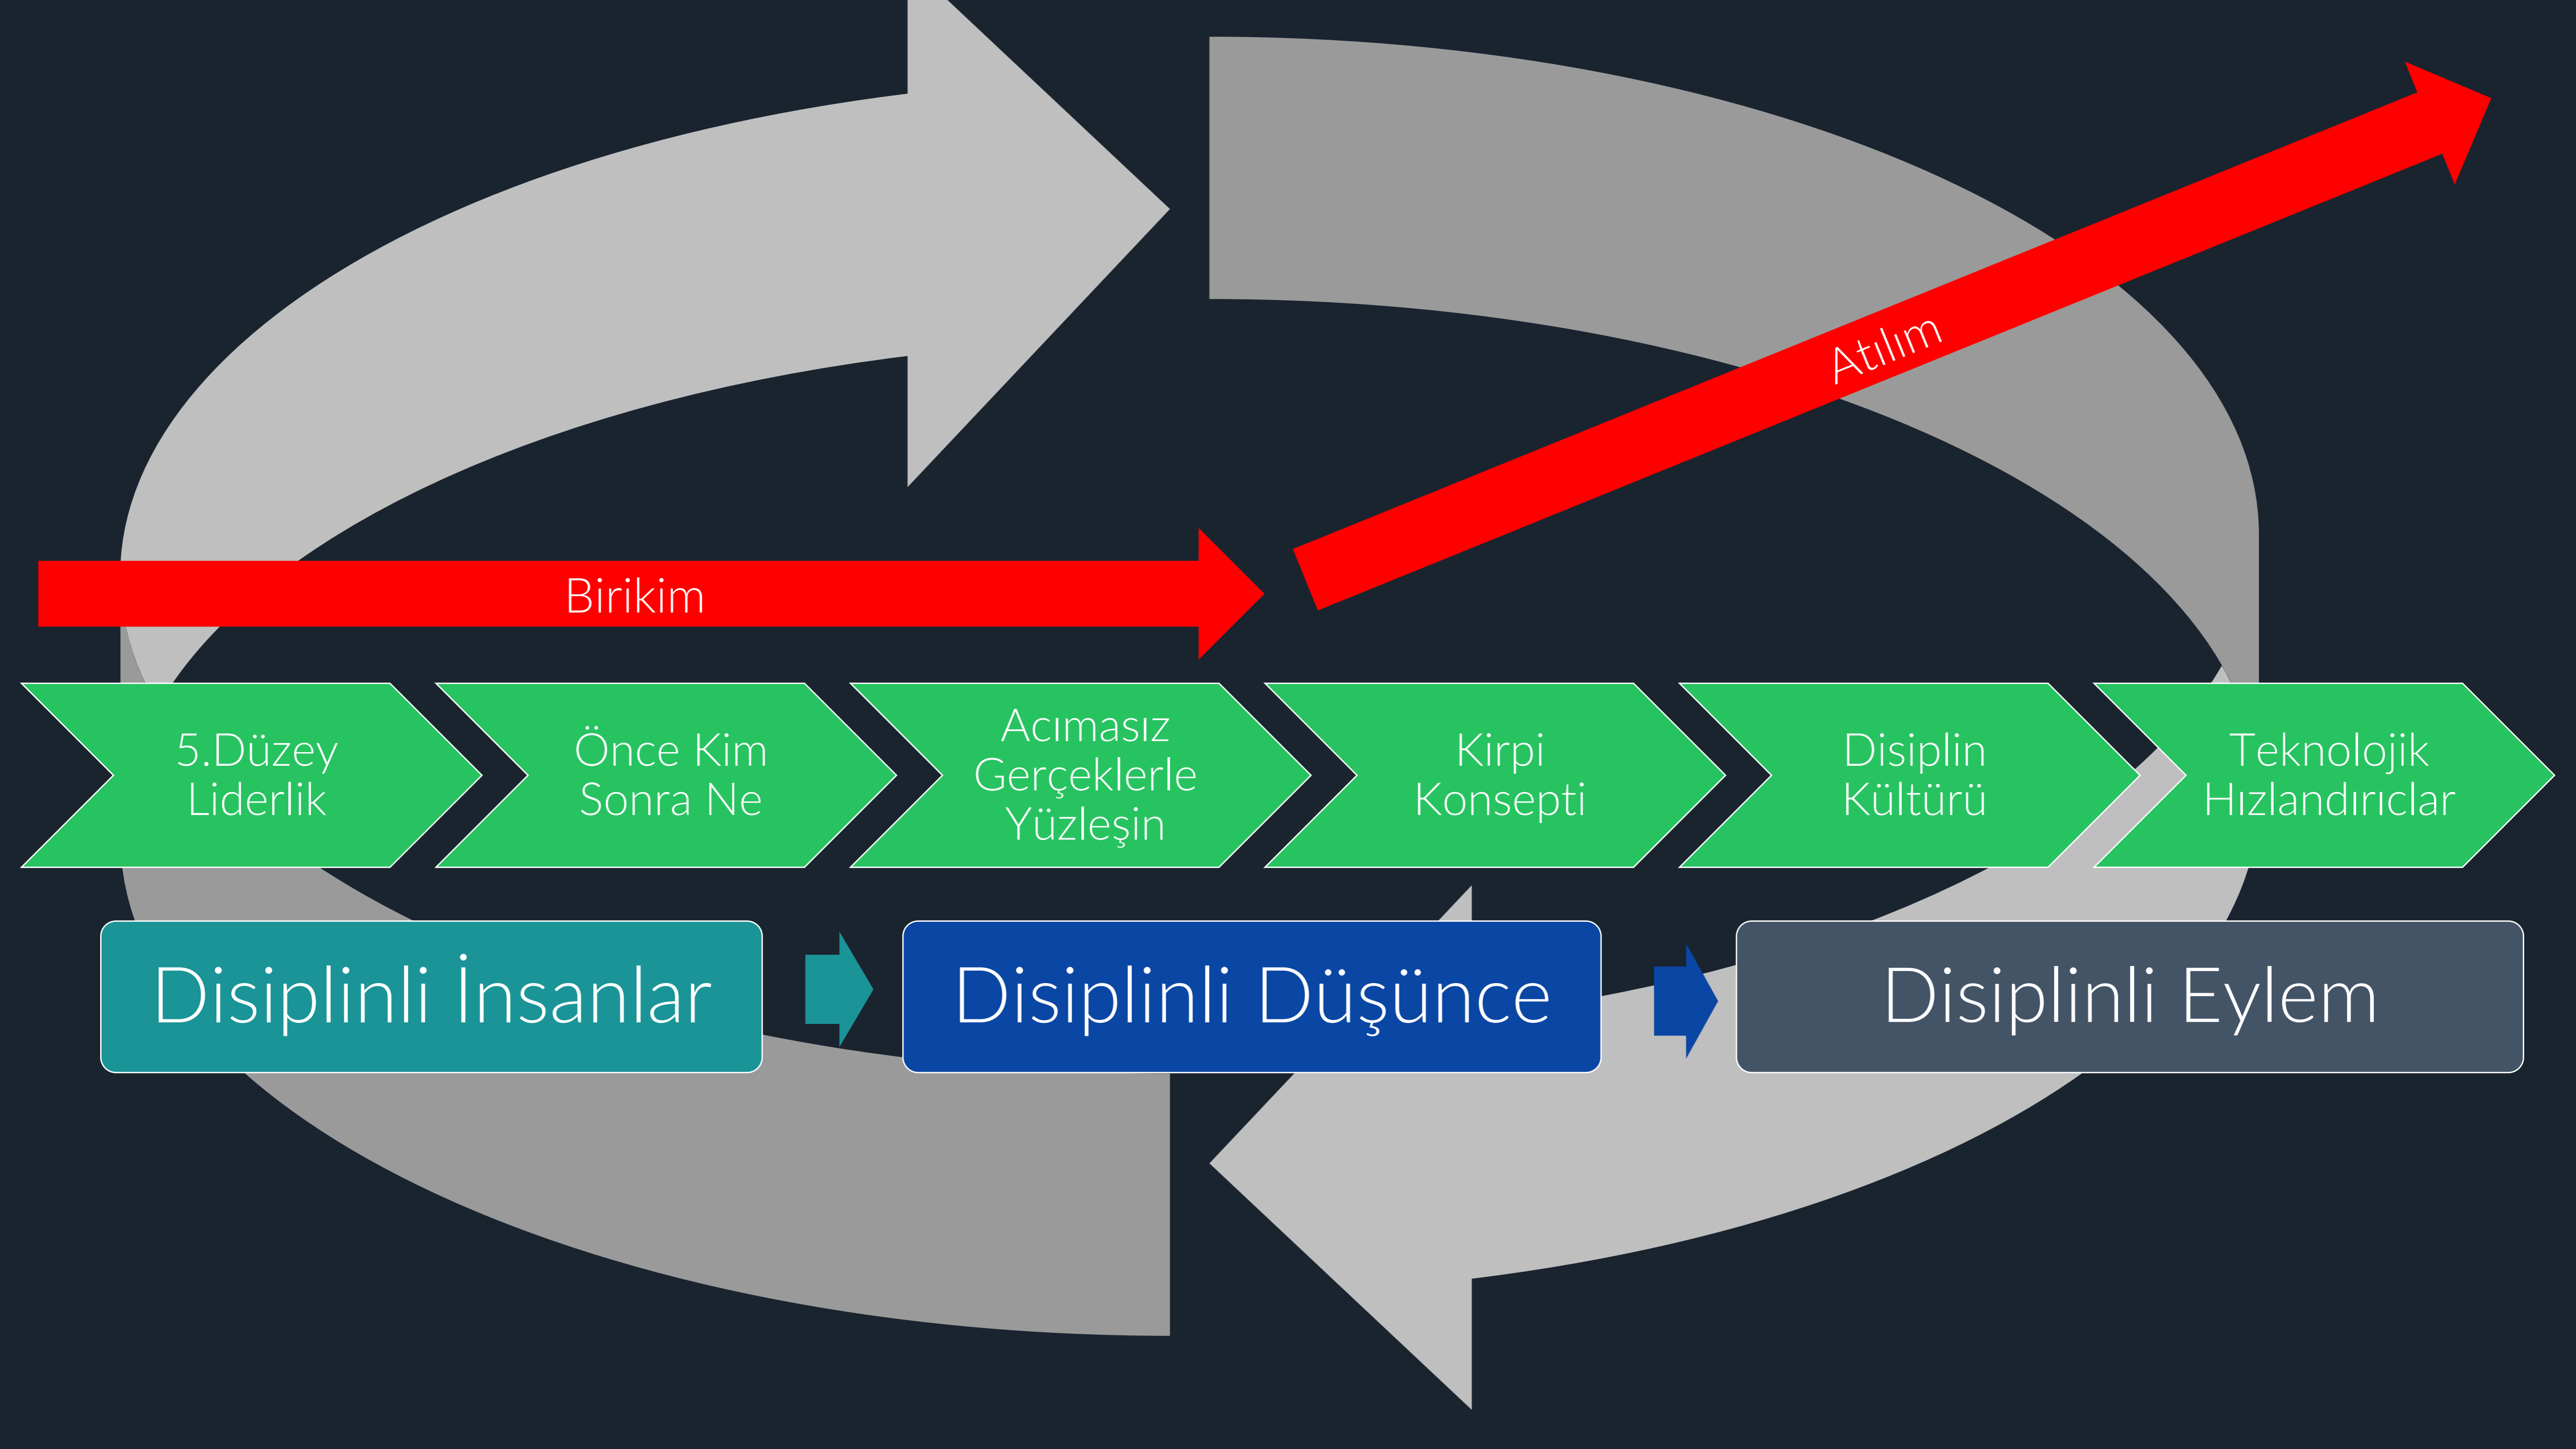 Atılım
Birikim
5.Düzey
Liderlik
Önce Kim
Sonra Ne
Acımasız
Gerçeklerle
Yüzleşin
Kirpi
Konsepti
Disiplin
Kültürü
Teknolojik
Hızlandırıclar
Disiplinli İnsanlar
Disiplinli Düşünce
Disiplinli Eylem